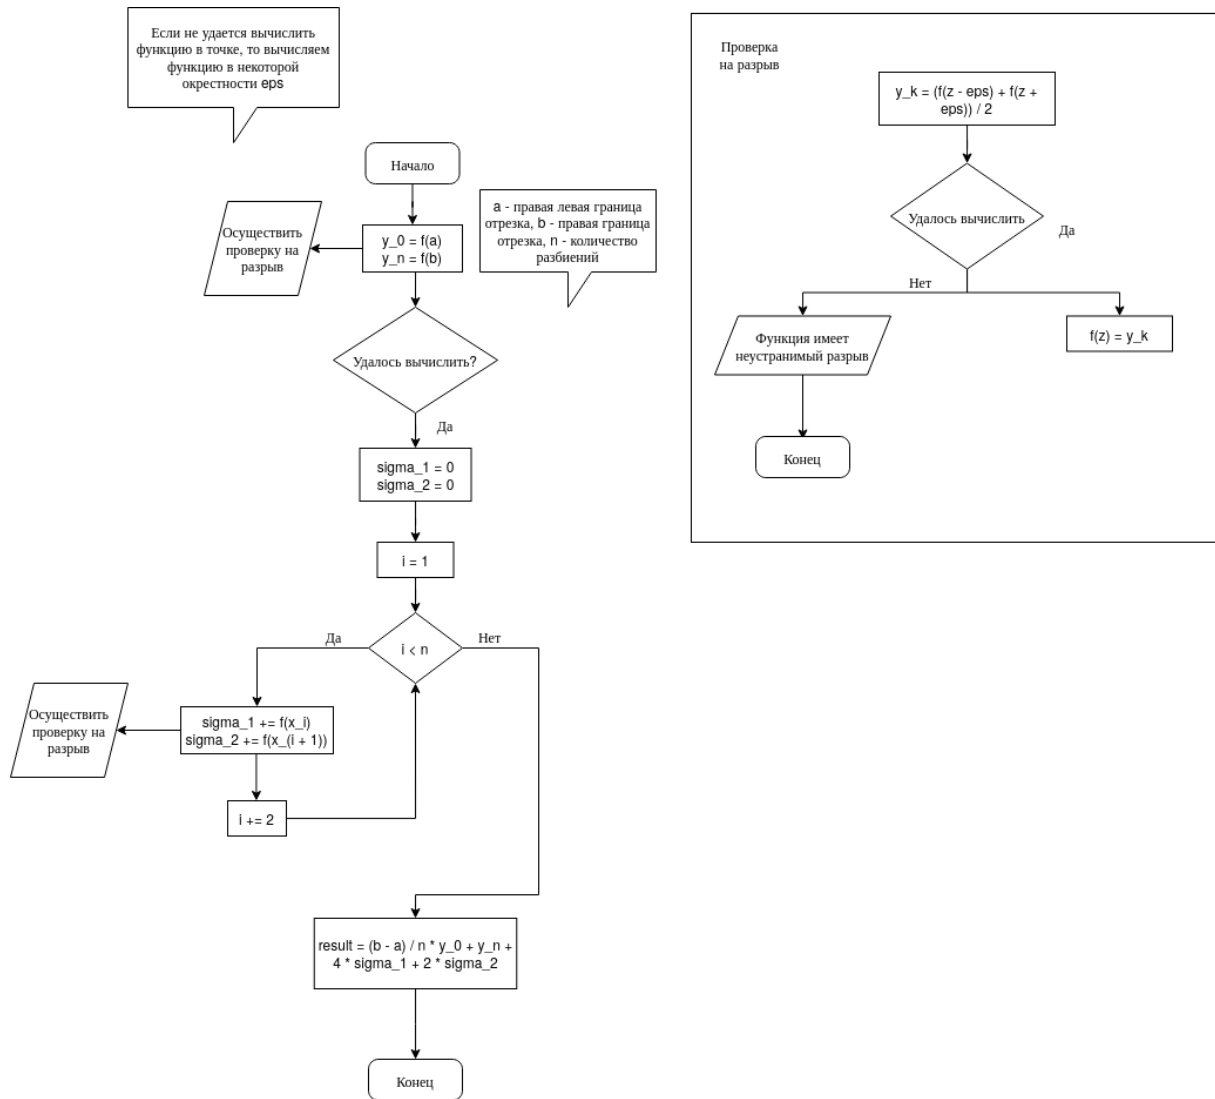 Если не удается вычислить
функцию в точке, то вычисляем
функцию в некоторой
окрестности eps
Начало
Осуществить
проверку на
разрыв
y_0 = f(a)
y_n = f(b)
a - правая левая граница
отрезка, b - правая граница
отрезка, n - количество
разбиений
Удалось вычислить?
Да
sigma_1 = 0
sigma_2 = 0
i = 1
Да
i < n
Нет
Осуществить
проверку на
разрыв
sigma_1 += f(x_i)
sigma_2 += f(x_(i + 1))
i += 2
result = (b - a) / n * y_0 + y_n +
4 * sigma_1 + 2 * sigma_2
Конец
Проверка
на разрыв
y_k = (f(z - eps) + f(z +
eps)) / 2
Удалось вычислить
Да
Нет
Функция имеет
неустранимый разрыв
f(z) = y_k
Конец